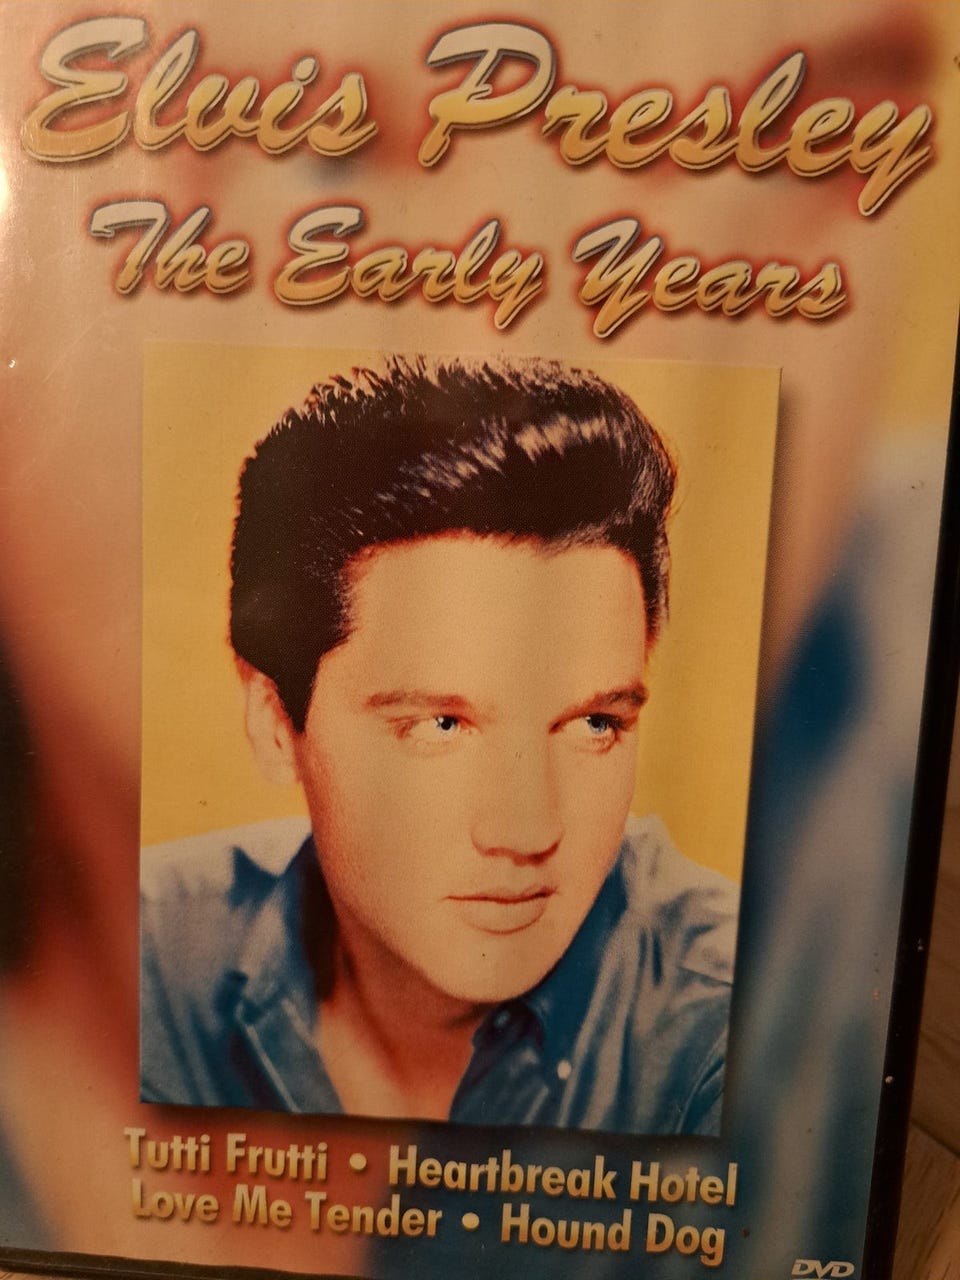 Elvis Presley
The Early Years
Tutti Frutti • Heartbreak Hotel
Love Me Tender • Hound Dog
DVD